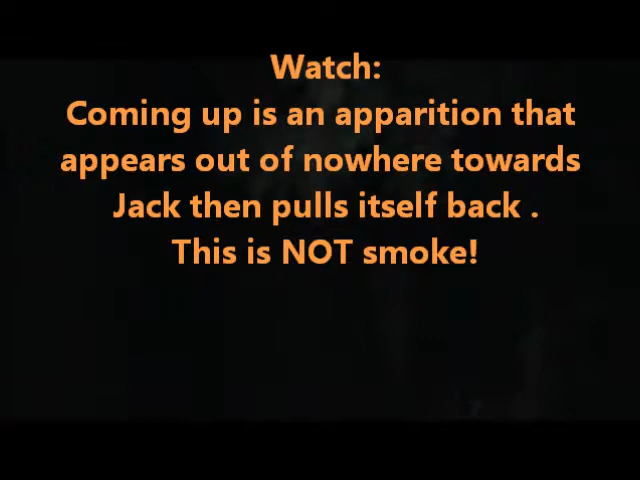 Watch:
Coming up is an apparition that
appears out of nowhere towards
Jack then pulls itself back .
This is NOT smoke!